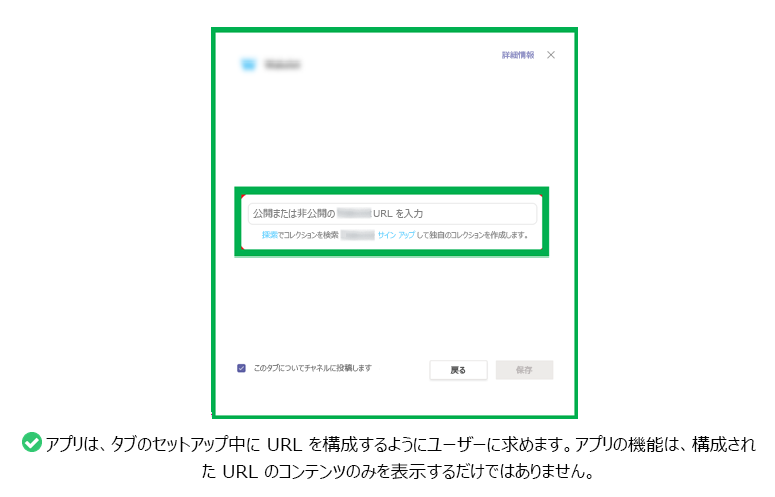 詳細情報
公開または非公開の URL を入力
探索でコレクションを検索 サイン アップ して独自のコレクションを作成します。
このタブについてチャネルに投稿します
戻る
保存
アプリは、タブのセットアップ中に URL を構成するようにユーザーに求めます。アプリの機能は、構成され
た URL のコンテンツのみを表示するだけではありません。